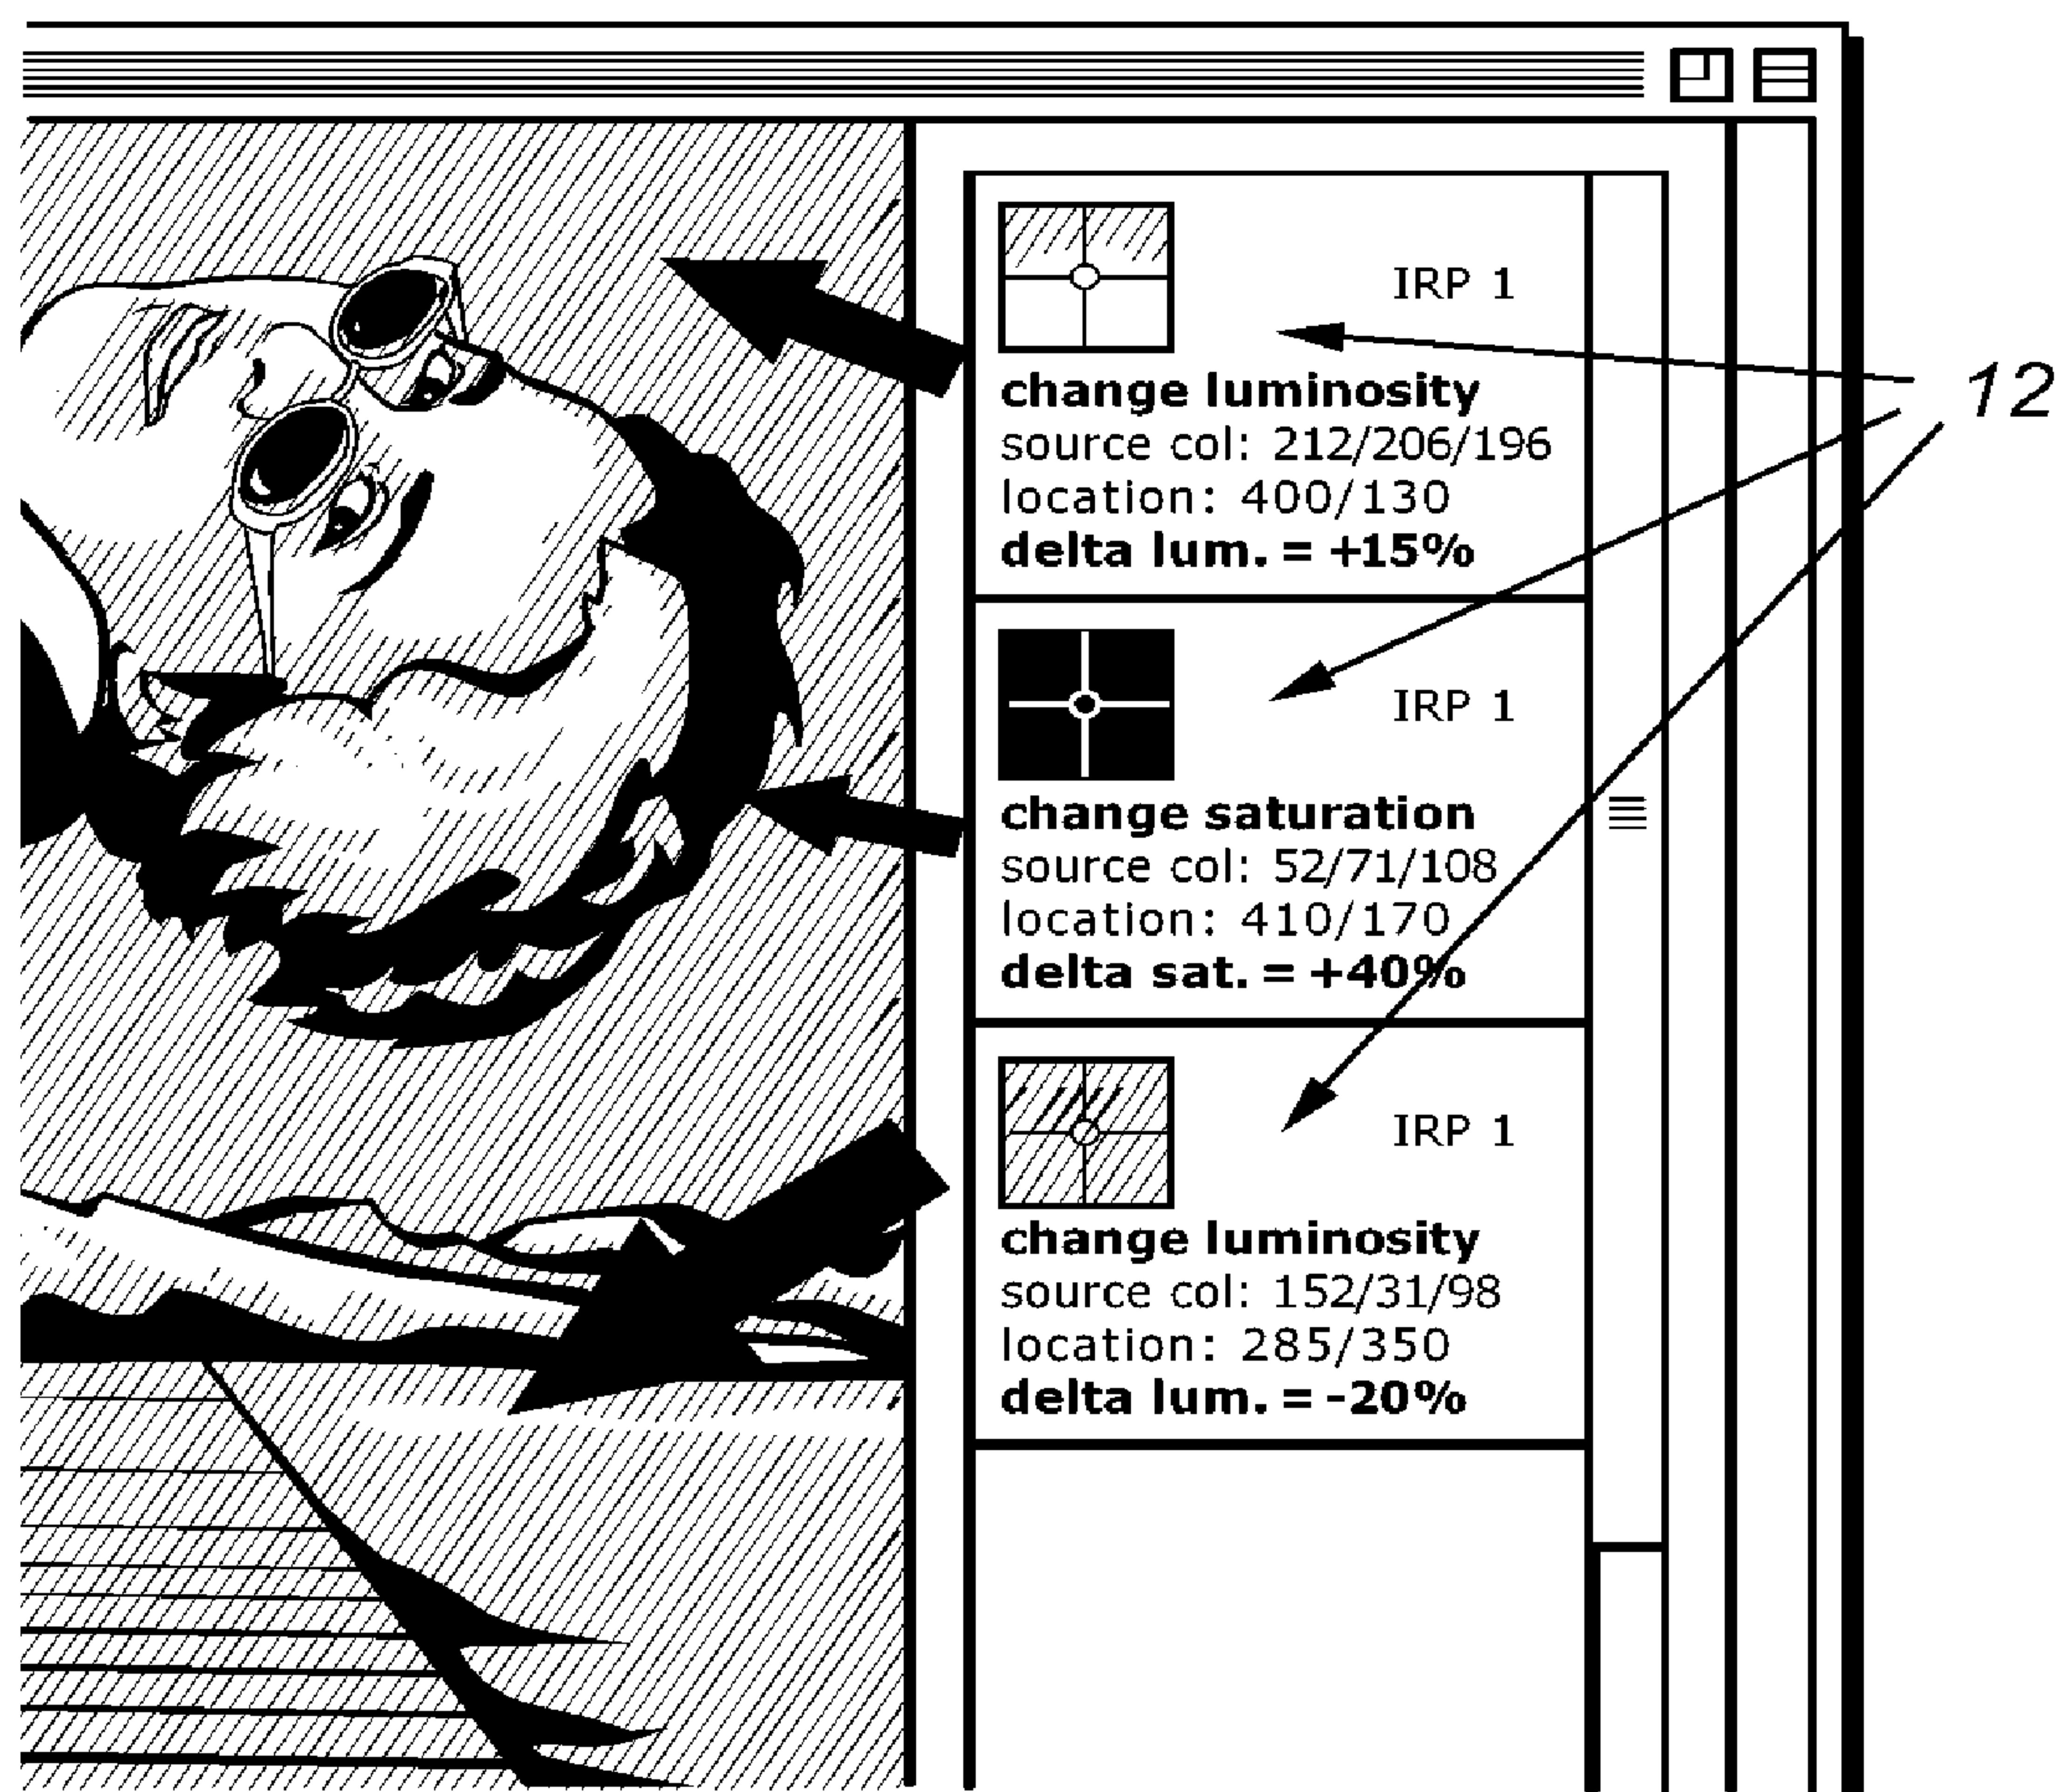 IRP 1
12
change luminosity
source col: 212/206/196
location: 400/130
delta lum. = +15%
IRP 1
change saturation
source col: 52/71/108
location: 410/170
delta sat. = +40%
IRP 1
change luminosity
source col: 152/31/98
location: 285/350
delta lum. = -20%